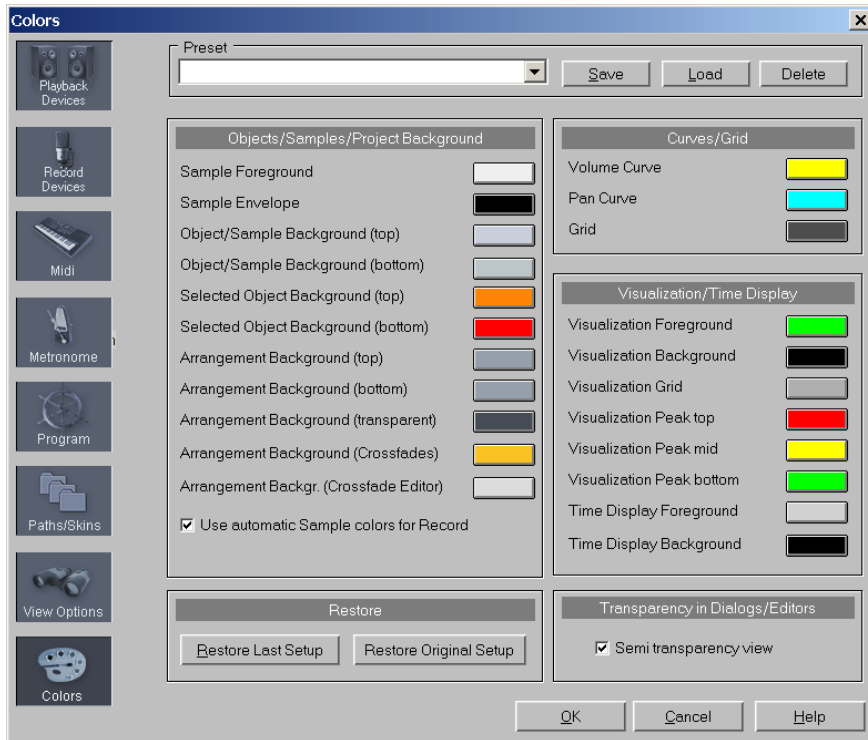 Colors
Playback
Devices
Record
Devices
Midi
Metronome
Program
Paths/Skins
View Options
Colors
Preset
Save
Load
Delete
Objects/Samples/Project Background
Sample Foreground
Sample Envelope
Object/Sample Background (top)
Object/Sample Background (bottom)
Selected Object Background (top)
Selected Object Background (bottom)
Arrangement Background (top)
Arrangement Background (bottom)
Arrangement Background (transparent)
Arrangement Background (Crossfades)
Arrangement Backgr. (Crossfade Editor)
Use automatic Sample colors for Record
Curves/Grid
Volume Curve
Pan Curve
Grid
Visualization/Time Display
Visualization Foreground
Visualization Background
Visualization Grid
Visualization Peak top
Visualization Peak mid
Visualization Peak bottom
Time Display Foreground
Time Display Background
Restore
Restore Last Setup
Restore Original Setup
Transparency in Dialogs/Editors
Semi transparency view
OK
Cancel
Help